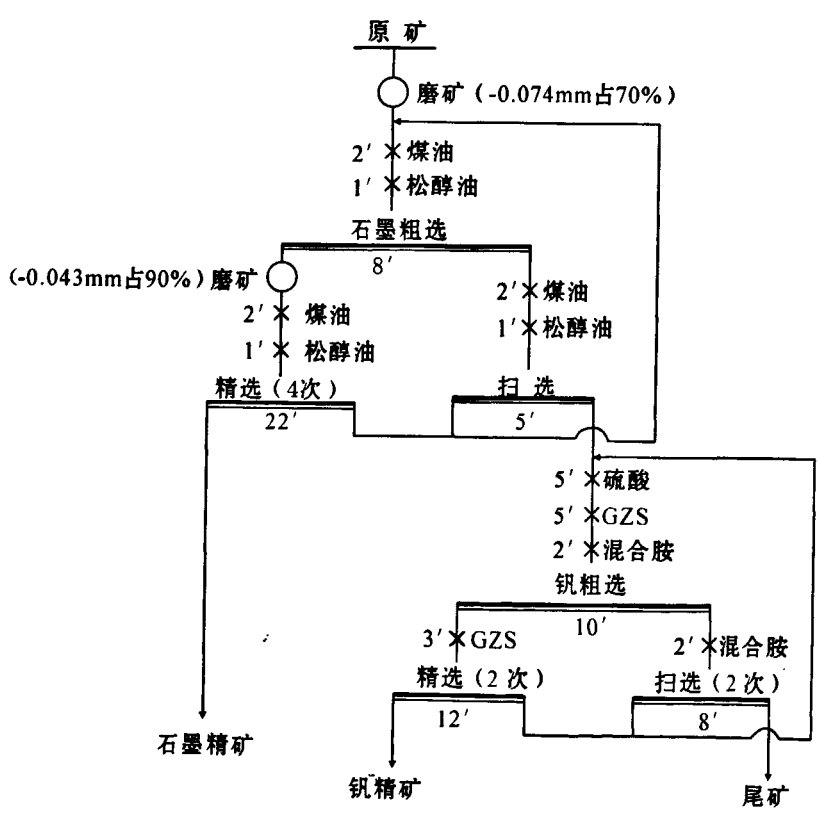 原 矿
磨矿（-0.074mm占70%）
2′ 煤油
1′ 松醇油
石墨粗选
8′
（-0.043mm占90%）磨矿
2′ 煤油
2′ 煤油
1′ 松醇油
1′ 松醇油
精选（4次）
扫 选
22′
5′
5′ 硫酸
5′ GZS
2′ 混合胺
钒粗选
10′
3′ GZS
2′ 混合胺
精选（2次）
扫选（2次）
12′
8′
石墨精矿
钒精矿
尾矿